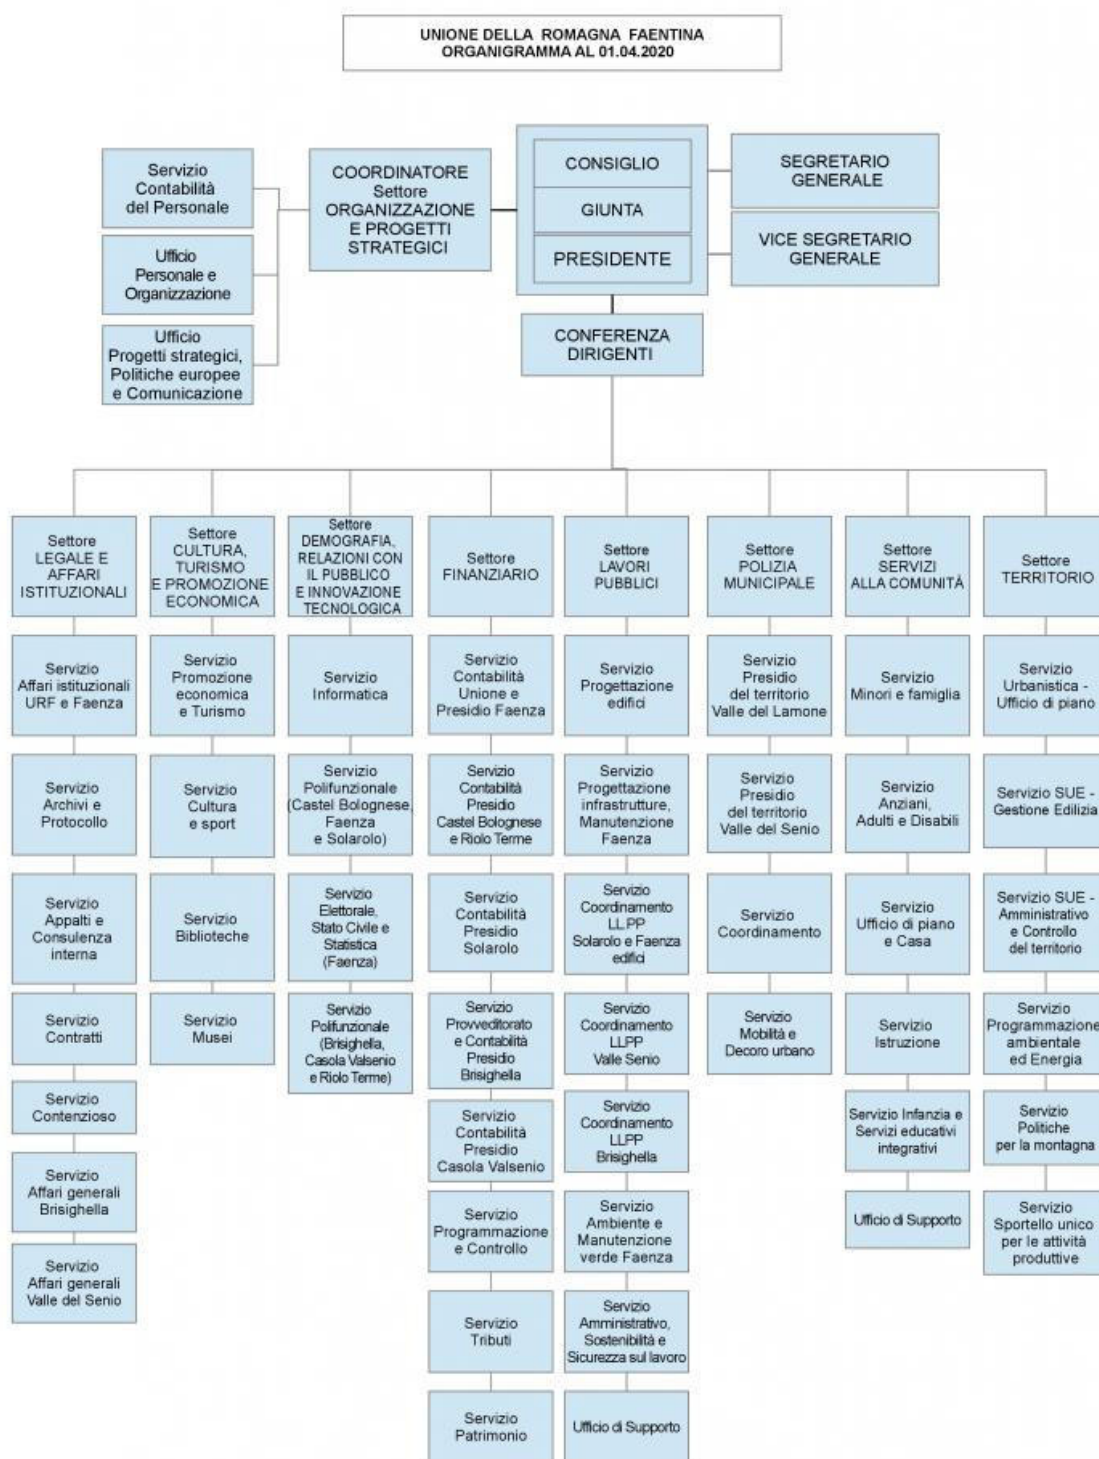 UNIONE DELLA ROMAGNA FAENTINA
ORGANIGRAMMA AL 01.04.2020
Servizio
Contabilità
del Personale
Ufficio
Personale e
Organizzazione
Ufficio
Progetti strategici,
Politiche europee
e Comunicazione
COORDINATORE
Settore
ORGANIZZAZIONE
E PROGETTI
STRATEGICI
CONSIGLIO
GIUNTA
PRESIDENTE
SEGRETARIO
GENERALE
VICE SEGRETARIO
GENERALE
CONFERENZA
DIRIGENTI
Settore
LEGALE E
AFFARI
ISTITUZIONALI
Servizio
Affari istituzionali
URF e Faenza
Servizio
Archivi e
Protocollo
Servizio
Appalti e
Consulenza
interna
Servizio
Contratti
Servizio
Contenzioso
Servizio
Affari generali
Brisighella
Servizio
Affari generali
Valle del Senio
Settore
CULTURA,
TURISMO
E PROMOZIONE
ECONOMICA
Servizio
Promozione
economica
e Turismo
Servizio
Cultura
e sport
Servizio
Biblioteche
Servizio
Musei
Settore
DEMOGRAFIA,
RELAZIONI CON
IL PUBBLICO
E INNOVAZIONE
TECNOLOGICA
Servizio
Informatica
Servizio
Polifunzionale
(Castel Bolognese,
Faenza
e Solarolo)
Servizio
Elettorale,
Stato Civile e
Statistica
(Faenza)
Servizio
Polifunzionale
(Brisighella,
Casola Valsenio
e Riolo Terme)
Settore
FINANZIARIO
Servizio
Contabilità
Unione e
Presidio Faenza
Servizio
Contabilità
Presidio
Castel Bolognese
e Riolo Terme
Servizio
Contabilità
Presidio
Solarolo
Servizio
Provveditorato
e Contabilità
Presidio
Brisighella
Servizio
Contabilità
Presidio
Casola Valsenio
Servizio
Programmazione
e Controllo
Servizio
Tributi
Servizio
Patrimonio
Settore
LAVORI
PUBBLICI
Servizio
Progettazione
edifici
Servizio
Progettazione
infrastrutture,
Manutenzione
Faenza
Servizio
Coordinamento
LL.PP
Solarolo e Faenza
edifici
Servizio
Coordinamento
LLPP
Valle Senio
Servizio
Coordinamento
LLPP
Brisighella
Servizio
Ambiente e
Manutenzione
verde Faenza
Servizio
Amministrativo,
Sostenibilità e
Sicurezza sul lavoro
Ufficio di Supporto
Settore
POLIZIA
MUNICIPALE
Servizio
Presidio
del territorio
Valle del Lamone
Servizio
Presidio
del territorio
Valle del Senio
Servizio
Coordinamento
Servizio
Mobilità e
Decoro urbano
Settore
SERVIZI
ALLA COMUNITÀ
Servizio
Minori e famiglia
Servizio
Anziani,
Adulti e Disabili
Servizio
Ufficio di piano
e Casa
Servizio
Istruzione
Servizio Infanzia e
Servizi educativi
integrativi
Ufficio di Supporto
Settore
TERRITORIO
Servizio
Urbanistica -
Ufficio di piano
Servizio SUE -
Gestione Edilizia
Servizio SUE -
Amministrativo
e Controllo
del territorio
Servizio
Programmazione
ambientale
ed Energia
Servizio
Politiche
per la montagna
Servizio
Sportello unico
per le attività
produttive